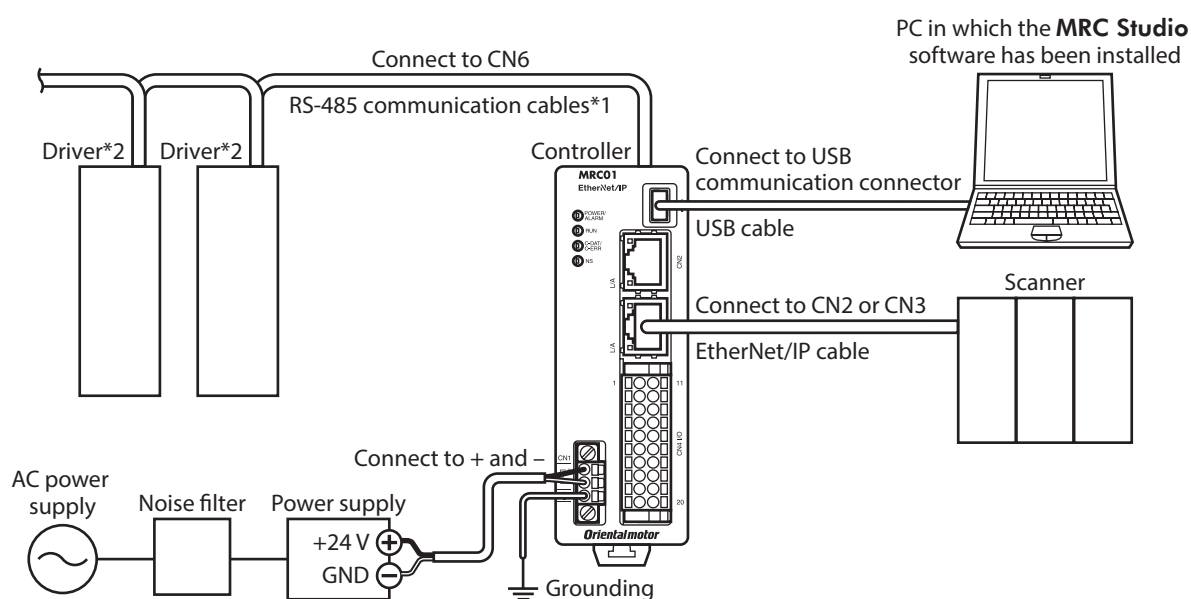 PC in which the MRC Studio
software has been installed
Connect to CN6
RS-485 communication cables*1
Driver*2
Driver*2
Controller
MRC01
EtherNet/IP
POWER/
ALARM
RUN
C-DAT/
C-ERR
NS
Connect to USB
communication connector
USB cable
CN2
L/A
Scanner
Connect to CN2 or CN3
EtherNet/IP cable
L/A
1
11
CN4 I/O
20
CN1
Connect to + and –
AC power
supply
Noise filter
Power supply
+24 V
GND
Orientalmotor
Grounding